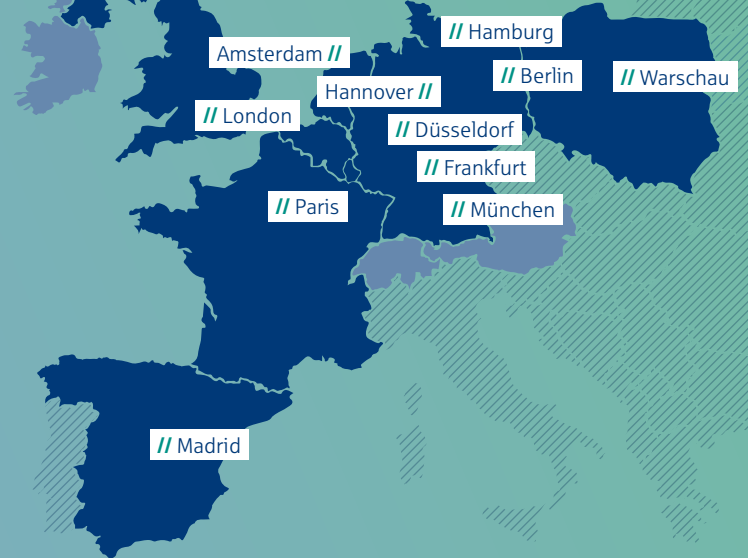 // Hamburg
Amsterdam //
// Berlin
// Warschau
Hannover //
// London
// Düsseldorf
// Frankfurt
// Paris
// München
// Madrid